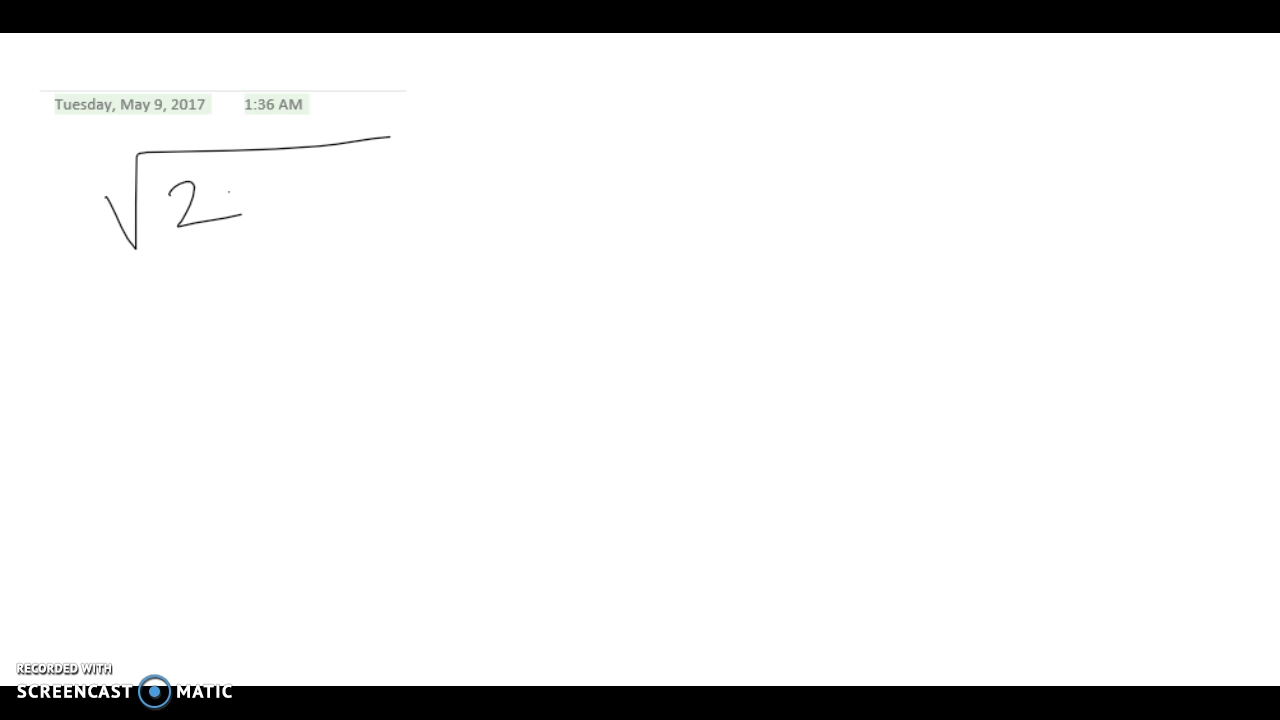 Tuesday, May 9, 2017 1:36 AM
√2
RECORDED WITH
SCREENCAST MATIC